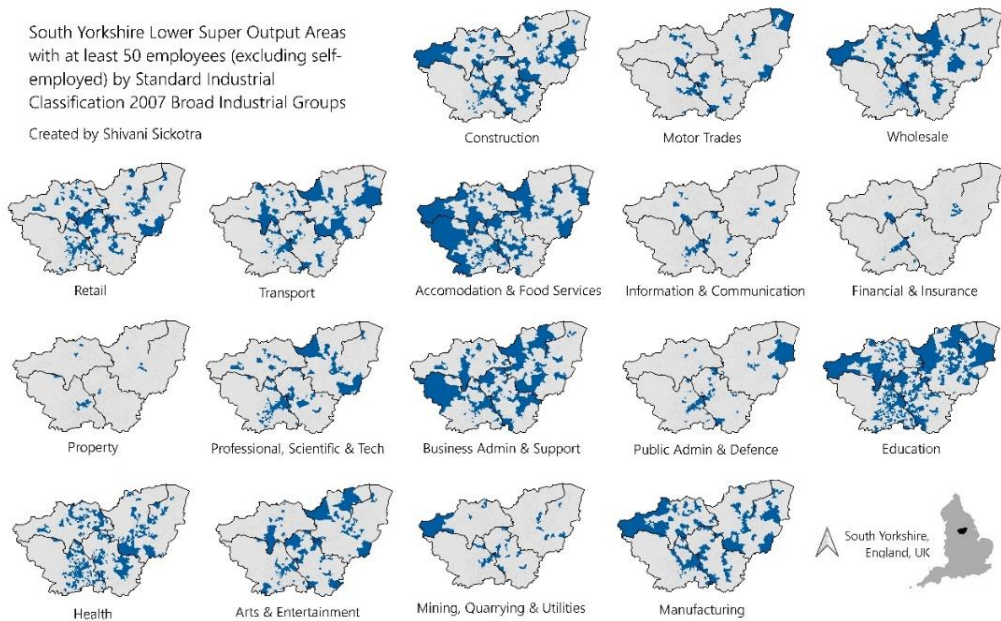 South Yorkshire Lower Super Output Areas
with at least 50 employees (excluding self-
employed) by Standard Industrial
Classification 2007 Broad Industrial Groups
Created by Shivani Sickotra
Construction
Motor Trades
Wholesale
Retail
Transport
Accomodation & Food Services
Information & Communication
Financial & Insurance
Property
Professional, Scientific & Tech
Business Admin & Support
Public Admin & Defence
Education
Health
Arts & Entertainment
Mining, Quarrying & Utilities
Manufacturing
South Yorkshire,
England, UK